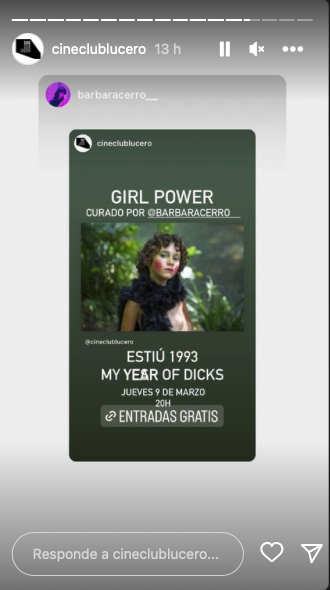 cineclublucero 13 h
barbaracerro__
cineclublucero
GIRL POWER
CURADO POR @BARBARACERRO__
@cineclublucero
ESTIÚ 1993
MY YEAR OF DICKS
JUEVES 9 DE MARZO
20H
ENTRADAS GRATIS
Responde a cineclublucero...